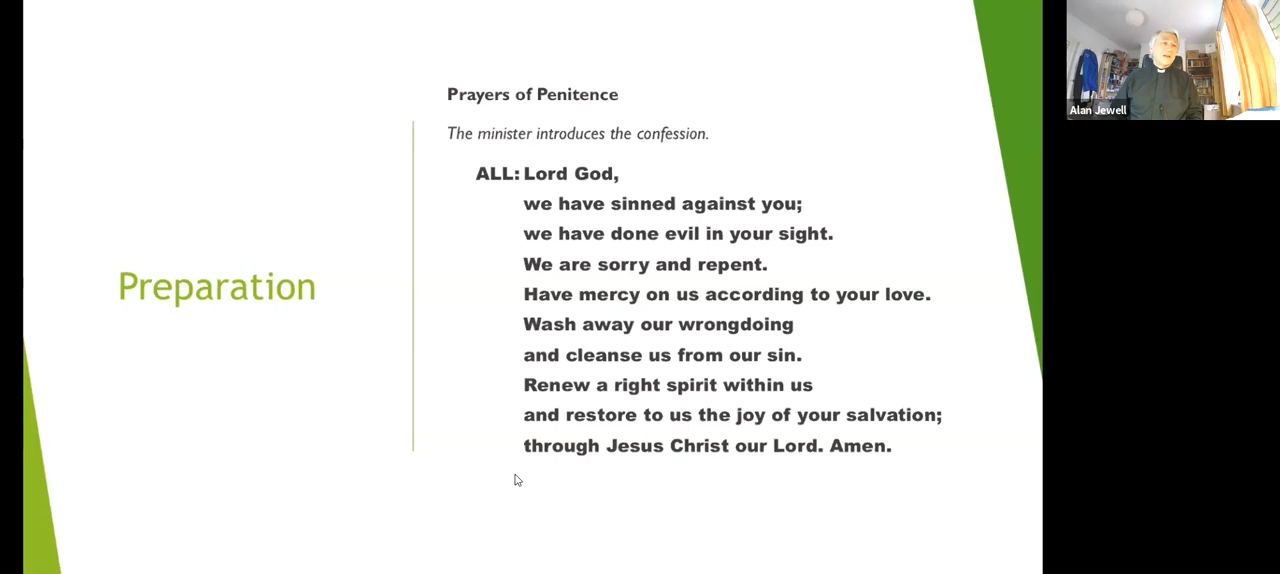 Preparation
Prayers of Penitence
The minister introduces the confession.
ALL: Lord God,
we have sinned against you;
we have done evil in your sight.
We are sorry and repent.
Have mercy on us according to your love.
Wash away our wrongdoing
and cleanse us from our sin.
Renew a right spirit within us
and restore to us the joy of your salvation;
through Jesus Christ our Lord. Amen.
Alan Jewell